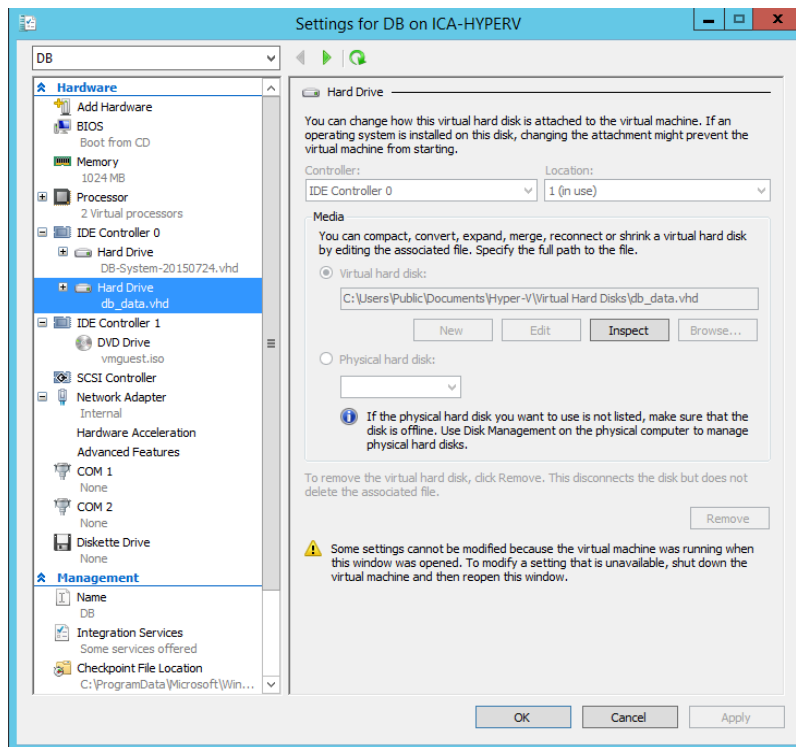 Settings for DB on ICA-HYPERV
DB
Hardware
Add Hardware
BIOS
Boot from CD
Memory
1024 MB
Processor
2 Virtual processors
IDE Controller 0
Hard Drive
DB-System-20150724.vhd
Hard Drive
db_data.vhd
IDE Controller 1
DVD Drive
vmguest.iso
SCSI Controller
Network Adapter
Internal
Hardware Acceleration
Advanced Features
COM 1
None
COM 2
None
Diskette Drive
None
Management
Name
DB
Integration Services
Some services offered
Checkpoint File Location
C:\ProgramData\Microsoft\Win...
Hard Drive
You can change how this virtual hard disk is attached to the virtual machine. If an
operating system is installed on this disk, changing the attachment might prevent the
virtual machine from starting.
Controller: Location:
IDE Controller 0 1 (in use)
Media
You can compact, convert, expand, merge, reconnect or shrink a virtual hard disk
by editing the associated file. Specify the full path to the file.
Virtual hard disk:
C:\Users\Public\Documents\Hyper-V\Virtual Hard Disks\db_data.vhd
New Edit Inspect Browse...
Physical hard disk:
If the physical hard disk you want to use is not listed, make sure that the
disk is offline. Use Disk Management on the physical computer to manage
physical hard disks.
To remove the virtual hard disk, click Remove. This disconnects the disk but does not
delete the associated file.
Remove
Some settings cannot be modified because the virtual machine was running when
this window was opened. To modify a setting that is unavailable, shut down the
virtual machine and then reopen this window.
OK Cancel Apply